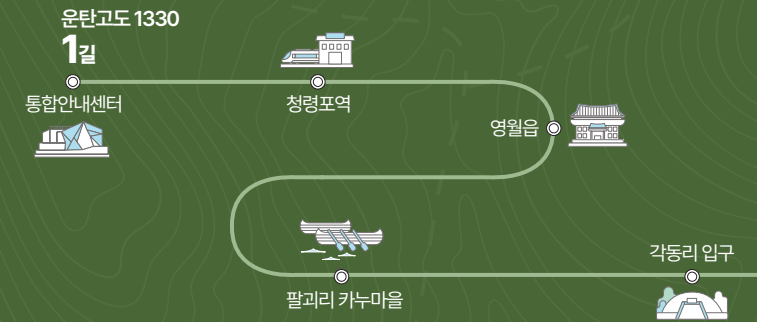 운탄고도 1330
1길
통합안내센터
청령포역
영월읍
팔괴리 카누마을
각동리 입구